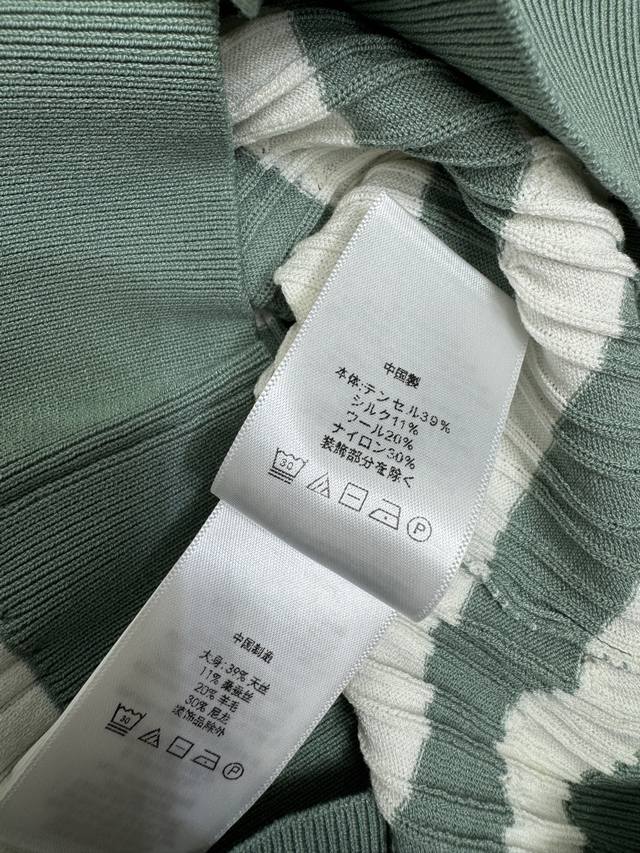 中国製
本体:テンセル39%
シルク11%
ウール20%
ナイロン30%
装飾部分を除く
30
P
中国制造
大身:39% 天丝
11% 蚕丝
20% 羊毛
30% 尼龙
装饰品除外
30
P